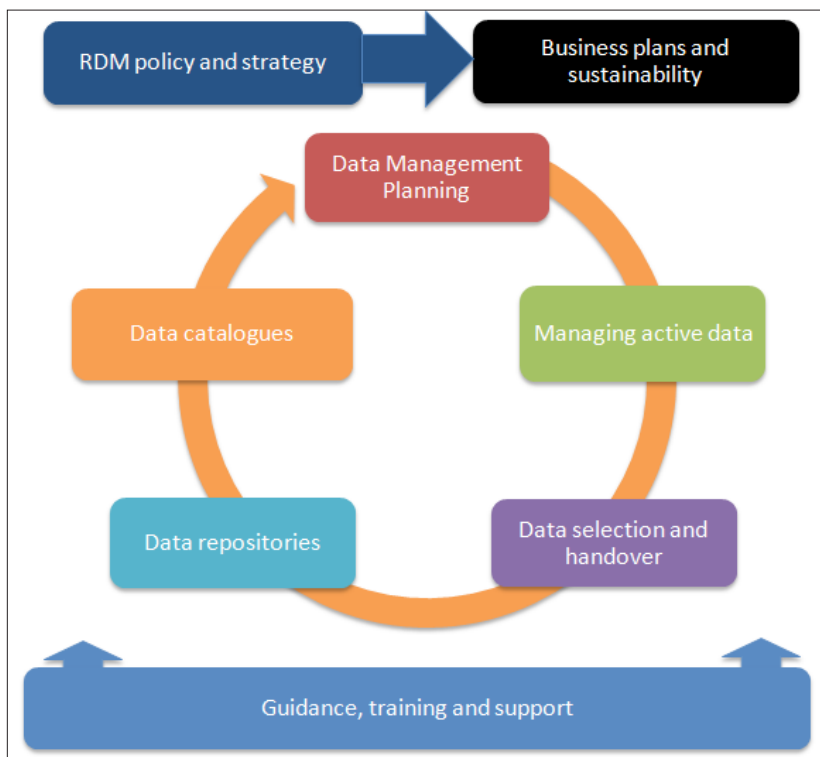 RDM policy and strategy
Business plans and
sustainability
Data Management
Planning
Data catalogues
Managing active data
Data repositories
Data selection and
handover
Guidance, training and support